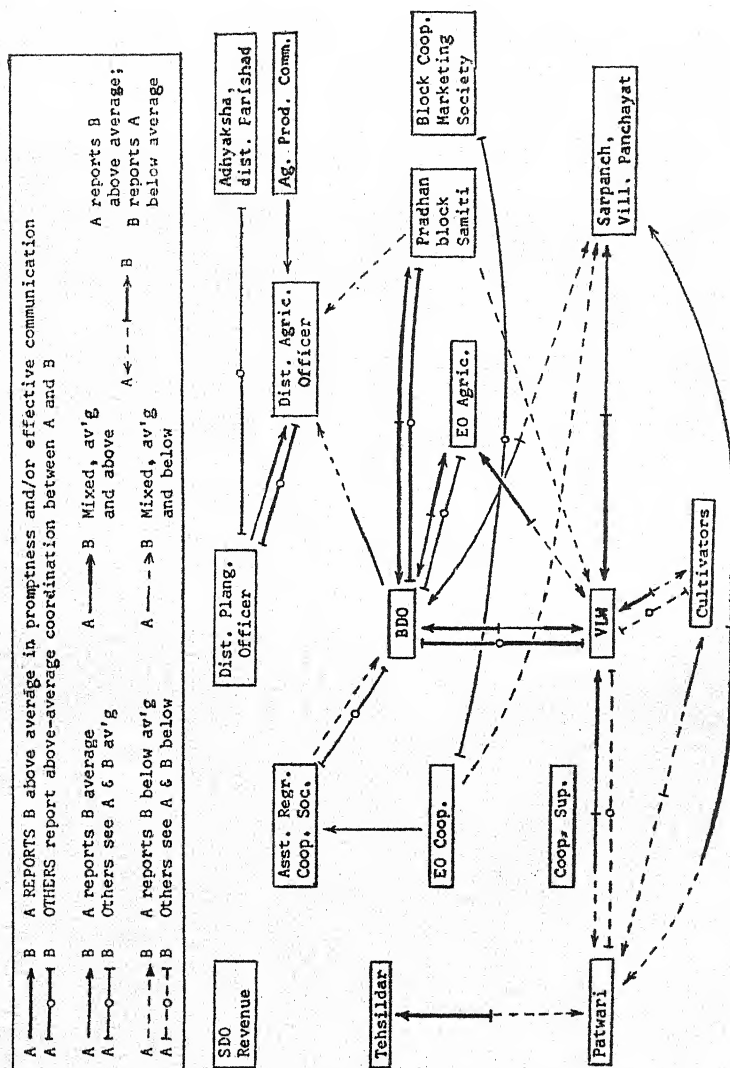 A B A REPORTS B above average in promptness and/or effective communication
A B OTHERS report above-average coordination between A and B
A B A reports B average
A B Others see A & B av'g
A B Mixed, av'g
and above
A B A reports B below av'g
A B Others see A & B below
A B Mixed, av'g
and below
A B
A reports B
above average;
B reports A
below average
SDO
Revenue
Asst. Regr.
Coop. Soc.
Dist. Plang.
Officer
Dist. Agric.
Officer
Adhyaksha,
dist. Parishad
Ag. Prod. Comm.
Tehsildar
EO Coop.
BDO
EO Agric.
Pradhan
block
Samiti
Block Coop.
Marketing
Society
Patwari
Coop. Sup.
VLW
Cultivators
Sarpanch,
Vill. Panchayat